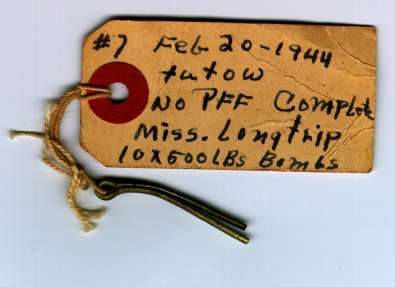 #7 Feb 20-1944
tutow
No PFF Complete
Miss. Longtrip
10X500LBs Bombs